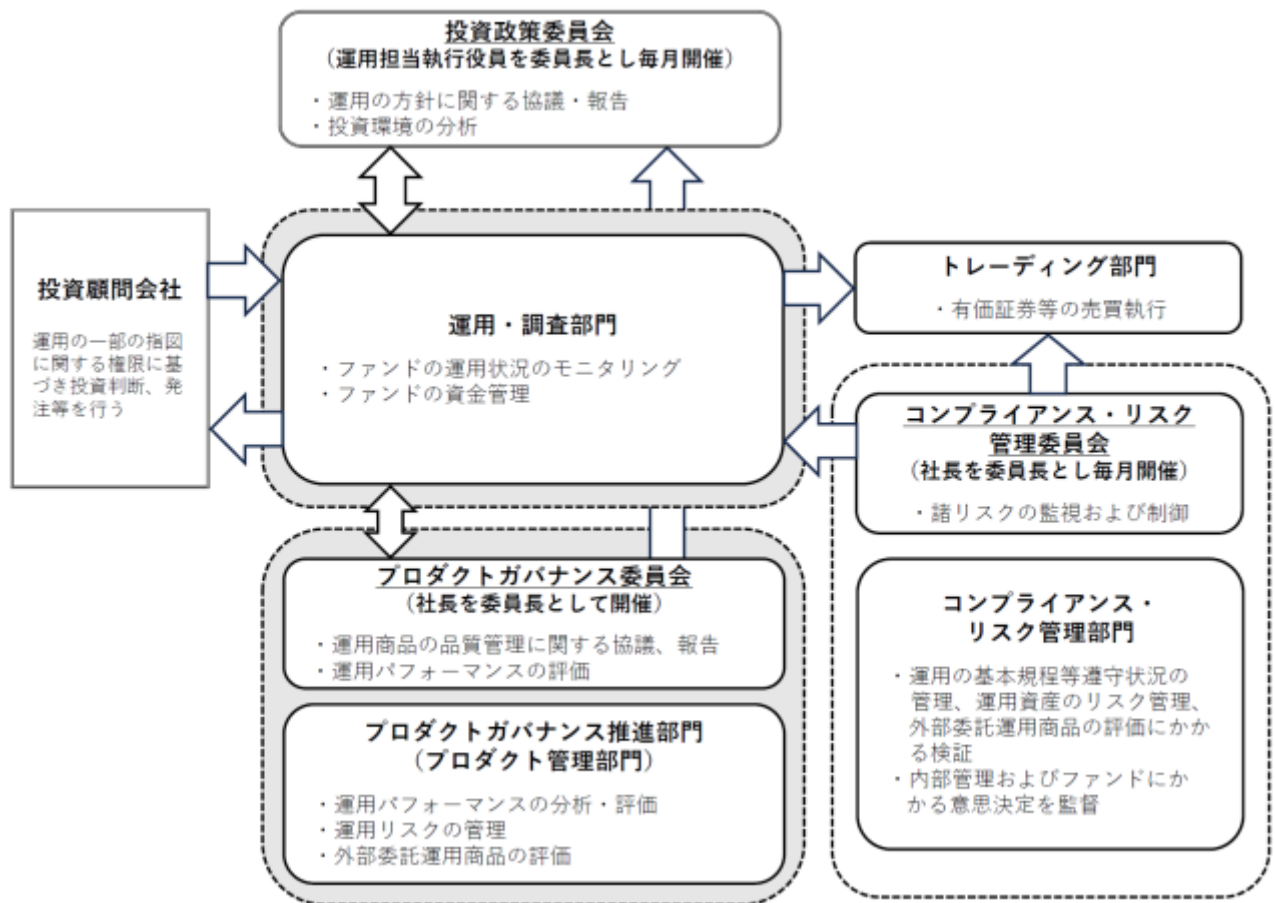 投資政策委員会
（運用担当執行役員を委員長とし毎月開催）
・運用の方針に関する協議・報告
・投資環境の分析
投資顧問会社
運用の一部の指図
に関する権限に基
づき投資判断、発
注等を行う
運用・調査部門
・ファンドの運用状況のモニタリング
・ファンドの資金管理
トレーディング部門
・有価証券等の売買執行
コンプライアンス・リスク
管理委員会
（社長を委員長とし毎月開催）
・諸リスクの監視および制御
プロダクトガバナンス委員会
（社長を委員長として開催）
・運用商品の品質管理に関する協議、報告
・運用パフォーマンスの評価
プロダクトガバナンス推進部門
（プロダクト管理部門）
・運用パフォーマンスの分析・評価
・運用リスクの管理
・外部委託運用商品の評価
コンプライアンス・
リスク管理部門
・運用の基本規程等遵守状況の
管理、運用資産のリスク管理、
外部委託運用商品の評価にかか
る検証
・内部管理およびファンドにか
かる意思決定を監督